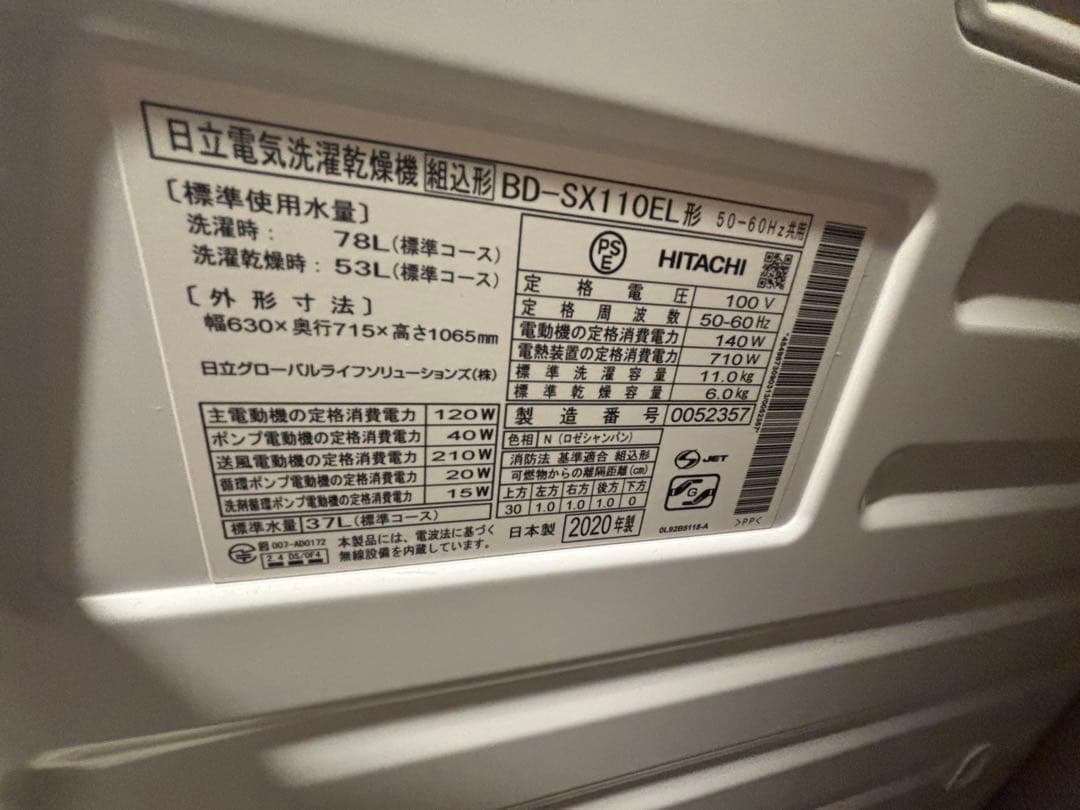 日立電気洗濯乾燥機 組込形 BD-SX110EL形 50-60Hz共用
〔標準使用水量〕
洗濯時： 78L(標準コース)
洗濯乾燥時： 53L(標準コース)
〔外形寸法〕
幅630×奥行715×高さ1065mm
日立グローバルライフソリューションズ(株)
主電動機の定格消費電力 120W
ポンプ電動機の定格消費電力 40W
送風電動機の定格消費電力 210W
循環ポンプ電動機の定格消費電力 20W
洗剤循環ポンプ電動機の定格消費電力 15W
標準水量 37L(標準コース)
007-AD0172
2.4 DS/OF4
本製品には、電波法に基づく
無線設備を内蔵しています。
PS
E
HITACHI
定格電圧 100V
定格周波数 50-60Hz
電動機の定格消費電力 140W
電熱装置の定格消費電力 710W
標準洗濯容量 11.0kg
標準乾燥容量 6.0kg
製造番号 0052357
色相 N (ロゼシャンパン)
消防法 基準適合 組込形
可燃物からの離隔距離(cm)
上方 左方 右方 後方 下方
30 1.0 1.0 1.0 0
日本製 2020年製
JET
G
0L92B5118-A
>PP<